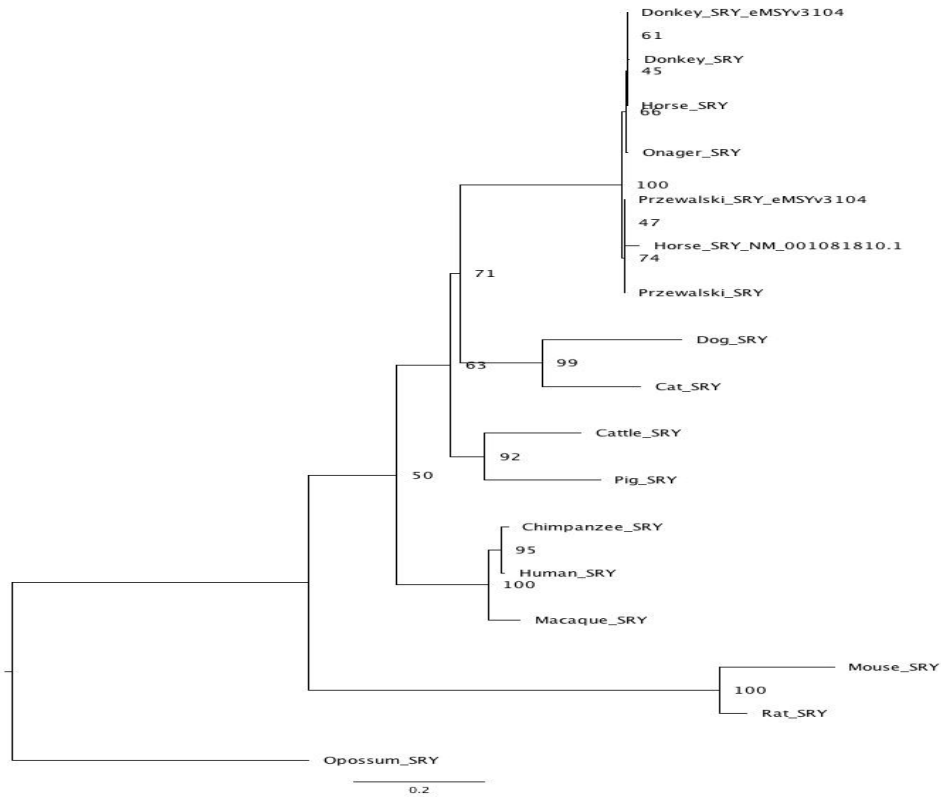 Donkey_SRY_eMSYv3104
61
Donkey_SRY
45
Horse_SRY
66
Onager_SRY
100
Przewalski_SRY_eMSYv3104
47
Horse_SRY_NM_001081810.1
74
Przewalski_SRY
71
Dog_SRY
63
99
Cat_SRY
Cattle_SRY
92
Pig_SRY
50
Chimpanzee_SRY
95
Human_SRY
100
Macaque_SRY
Mouse_SRY
100
Rat_SRY
Opossum_SRY
0.2